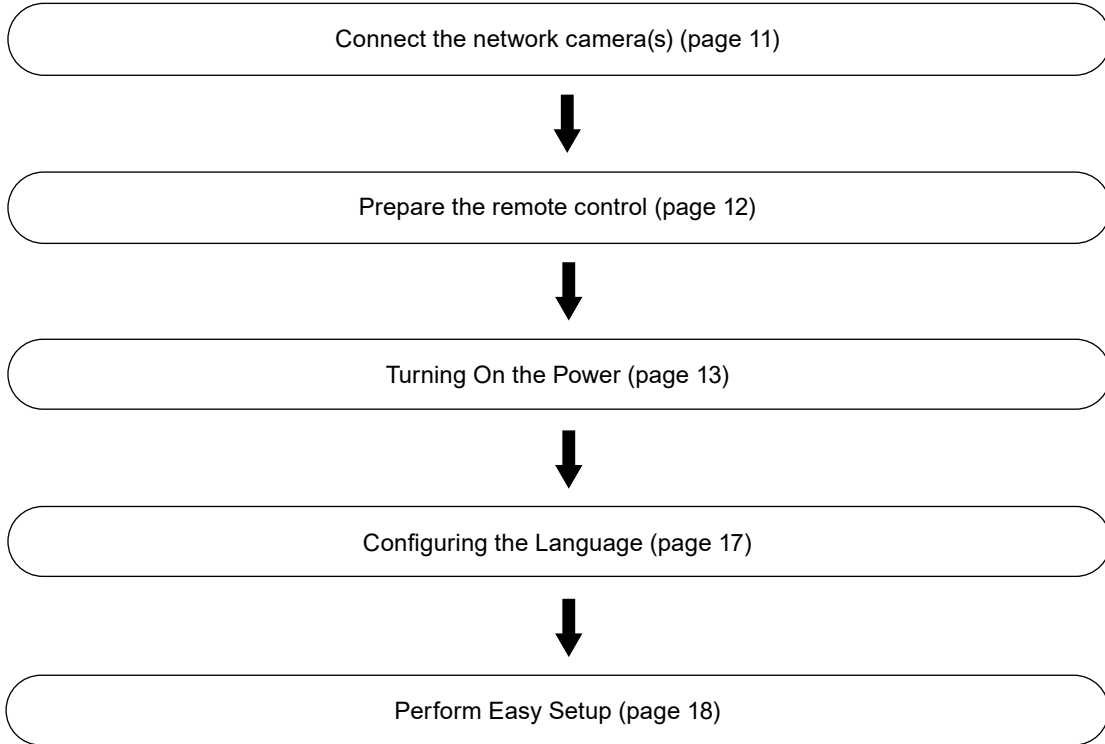 Connect the network camera(s) (page 11)
Prepare the remote control (page 12)
Turning On the Power (page 13)
Configuring the Language (page 17)
Perform Easy Setup (page 18)